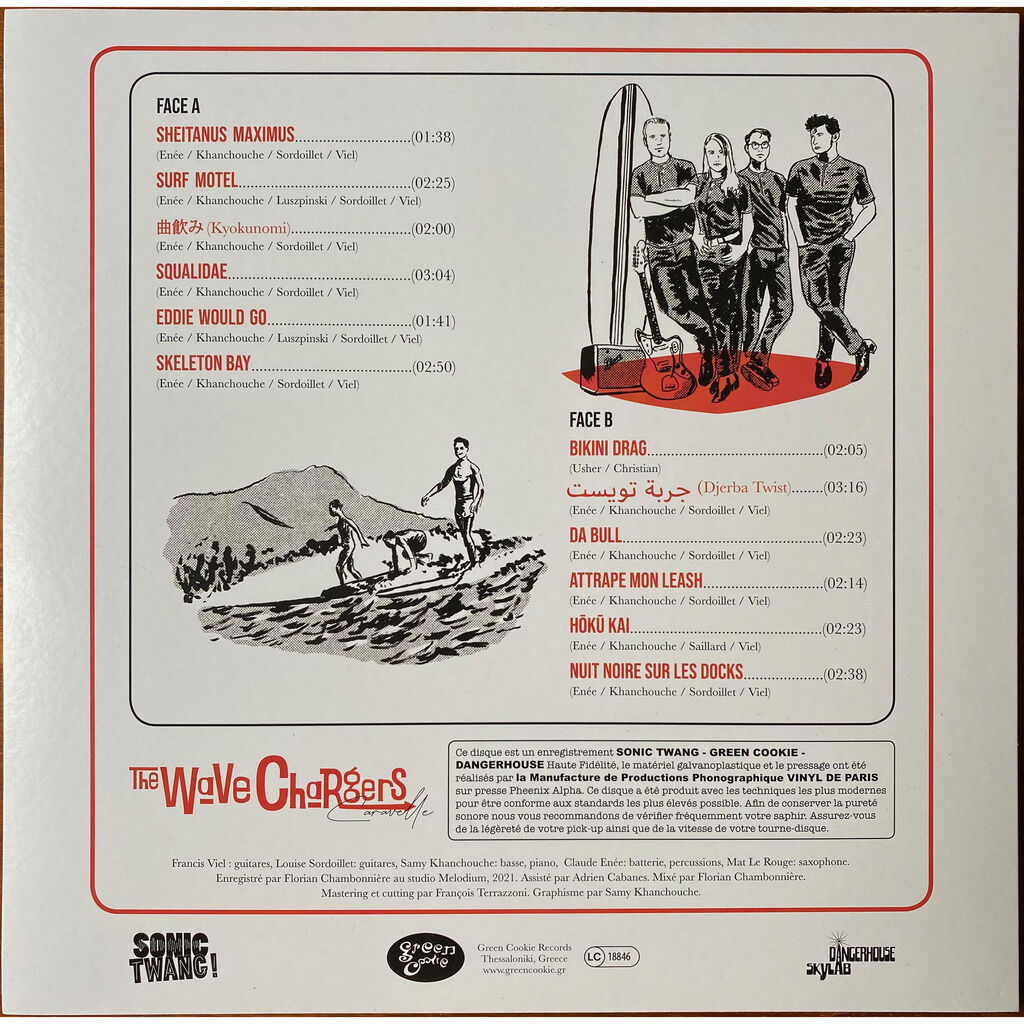 FACE A
SHEITANUS MAXIMUS........................(01:38)
(Enée / Khanchouche / Sordoillet / Viel)
SURF MOTEL....................................(02:25)
(Enée / Khanchouche / Luszpinski / Sordoillet / Viel)
曲飲み (Kyokunomi).........................(02:00)
(Enée / Khanchouche / Sordoillet / Viel)
SQUALIDAE......................................(03:04)
(Enée / Khanchouche / Sordoillet / Viel)
EDDIE WOULD GO..............................(01:41)
(Enée / Khanchouche / Luszpinski / Sordoillet / Viel)
SKELETON BAY..................................(02:50)
(Enée / Khanchouche / Sordoillet / Viel)
FACE B
BIKINI DRAG.....................................(02:05)
(Usher / Christian)
جربة تويست (Djerba Twist).......(03:16)
(Enée / Khanchouche / Sordoillet / Viel)
DA BULL..........................................(02:23)
(Enée / Khanchouche / Sordoillet / Viel)
ATTRAPE MON LEASH.........................(02:14)
(Enée / Khanchouche / Sordoillet / Viel)
HŌKŪ KAI........................................(02:23)
(Enée / Khanchouche / Saillard / Viel)
NUIT NOIRE SUR LES DOCKS.................(02:38)
(Enée / Khanchouche / Sordoillet / Viel)
The Wave Chargers
Caravelle
Ce disque est un enregistrement SONIC TWANG - GREEN COOKIE -
DANGERHOUSE Haute Fidélité, le matériel galvanoplastique et le pressage ont été
réalisés par la Manufacture de Productions Phonographique VINYL DE PARIS
sur presse Pheenix Alpha. Ce disque a été produit avec les techniques les plus modernes
pour être conforme aux standards les plus élevés possible. Afin de conserver la pureté
sonore nous vous recommandons de vérifier fréquemment votre saphir. Assurez-vous
de la légèreté de votre pick-up ainsi que de la vitesse de votre tourne-disque.
Francis Viel : guitares, Louise Sordoillet: guitares, Samy Khanchouche: basse, piano, Claude Enée: batterie, percussions, Mat Le Rouge: saxophone.
Enregistré par Florian Chambonnière au studio Melodium, 2021. Assisté par Adrien Cabanes. Mixé par Florian Chambonnière.
Mastering et cutting par François Terrazzoni. Graphisme par Samy Khanchouche.
SONIC
TWANG!
Green
Cookie
Green Cookie Records
Thessaloniki, Greece
www.greencookie.gr
LC 18846
DANGERHOUSE
SKYLAB